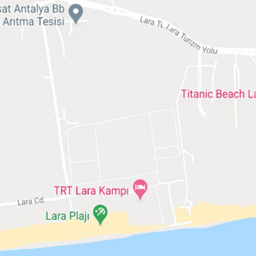 sat Antalya Bb
Arıtma Tesisi
Lara Tu
Lara Turizm Yolu
Titanic Beach La
TRT Lara Kampı
Lara Cd.
Lara Plajı